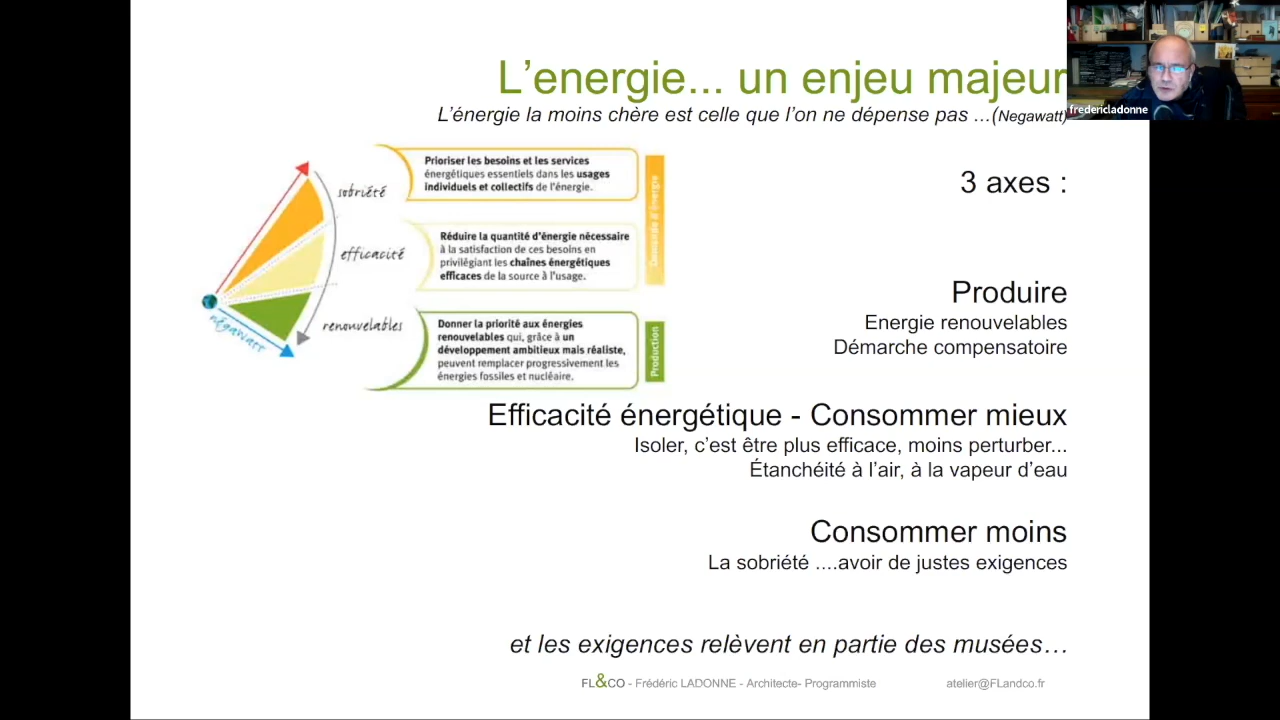 L'energie... un enjeu majeur
fredericladonne
L'énergie la moins chère est celle que l'on ne dépense pas ...(Negawatt)
sobriété
Prioriser les besoins et les services
énergétiques essentiels dans les usages
individuels et collectifs de l'énergie.
Demande d'énergie
efficacité
Réduire la quantité d'énergie nécessaire
à la satisfaction de ces besoins en
privilégiant les chaînes énergétiques
efficaces de la source à l'usage.
renouvelables
négawatt
Donner la priorité aux énergies
renouvelables qui, grâce à un
développement ambitieux mais réaliste,
peuvent remplacer progressivement les
énergies fossiles et nucléaire.
Production
3 axes :
Produire
Energie renouvelables
Démarche compensatoire
Efficacité énergétique - Consommer mieux
Isoler, c'est être plus efficace, moins perturber...
Étanchéité à l'air, à la vapeur d'eau
Consommer moins
La sobriété ....avoir de justes exigences
et les exigences relèvent en partie des musées…
FL&CO - Frédéric LADONNE - Architecte- Programmiste
atelier@FLandco.fr